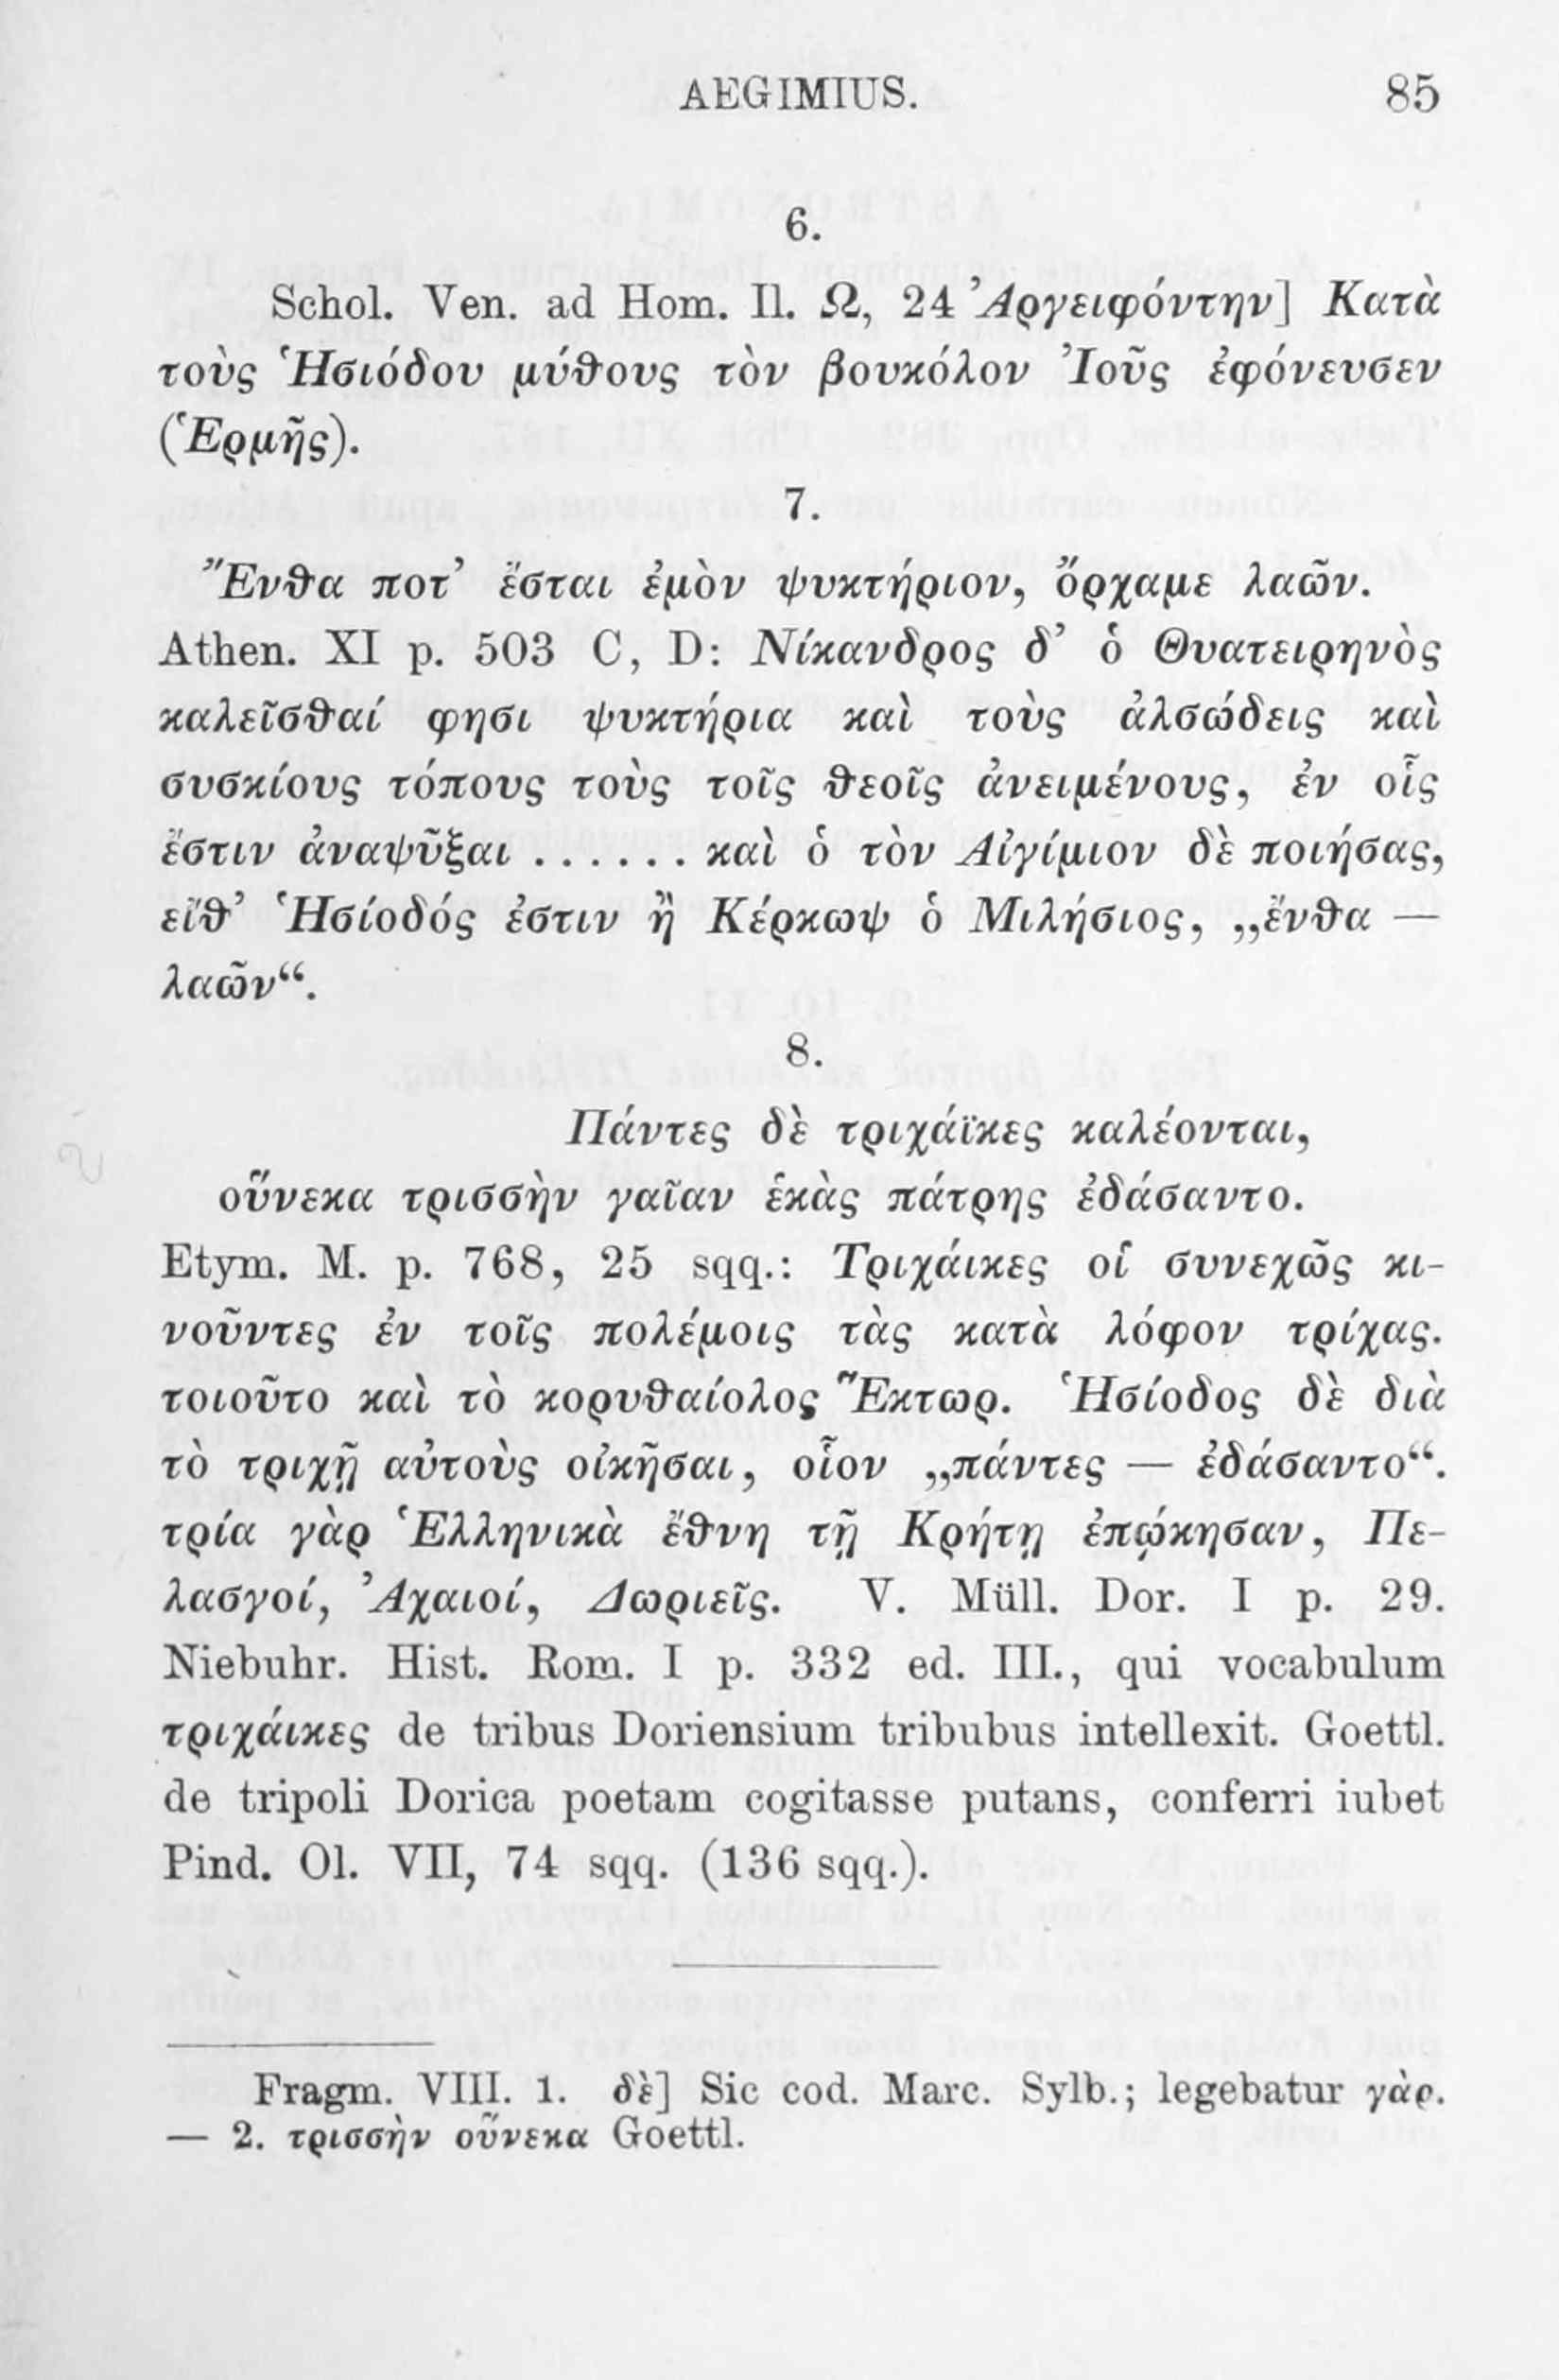 AEGIMIUS. 85
6.
Schol. Ven. ad Hom. Il. Ω, 24 Ἀργειφόντην] Κατὰ
τοὺς Ἡσιόδου μύθους τὸν βουκόλον Ἰοῦς ἐφόνευσεν
(Ἑρμῆς).
7.
Ἔνθα ποτ’ ἔσται ἐμὸν ψυκτήριον, ὄρχαμε λαῶν.
Athen. XI p. 503 C, D: Νίκανδρος δ’ ὁ Θυατειρηνὸς
καλεῖσθαί φησι ψυκτήρια καὶ τοὺς ἀλσώδεις καὶ
συσκίους τόπους τοὺς τοῖς θεοῖς ἀνειμένους, ἐν οἷς
ἔστιν ἀναψῦξαι ...... καὶ ὁ τὸν Αἰγίμιον δὲ ποιήσας,
εἴθ’ Ἡσίοδός ἐστιν ἢ Κέρκωψ ὁ Μιλήσιος, „ἔνθα —
λαῶν“.
8.
Πάντες δὲ τριχάϊκες καλέονται,
οὕνεκα τρισσὴν γαῖαν ἑκὰς πάτρης ἐδάσαντο.
Etym. M. p. 768, 25 sqq.: Τριχάικες οἱ συνεχῶς κι-
νοῦντες ἐν τοῖς πολέμοις τὰς κατὰ λόφον τρίχας.
τοιοῦτο καὶ τὸ κορυθαίολος Ἕκτωρ. Ἡσίοδος δὲ διὰ
τὸ τριχῇ αὐτοὺς οἰκῆσαι, οἷον „πάντες — ἐδάσαντο“.
τρία γὰρ Ἑλληνικὰ ἔθνη τῇ Κρήτῃ ἐπῴκησαν, Πε-
λασγοί, Ἀχαιοί, Δωριεῖς. V. Müll. Dor. I p. 29.
Niebuhr. Hist. Rom. I p. 332 ed. III., qui vocabulum
τριχάικες de tribus Doriensium tribubus intellexit. Goettl.
de tripoli Dorica poetam cogitasse putans, conferri iubet
Pind. Ol. VII, 74 sqq. (136 sqq.).
Fragm. VIII. 1. δὲ] Sic cod. Marc. Sylb.; legebatur γὰρ.
— 2. τρισσὴν οὕνεκα Goettl.